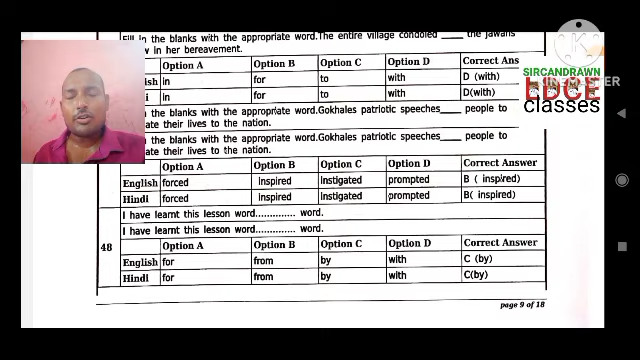 Fill in the blanks with the appropriate word.The entire village condoled ____ the jawans
w in her bereavement.
Option A Option B Option C Option D Correct Ans
ish in for to with D (with)
i in for to with D(with)
n the blanks with the appropriate word.Gokhales patriotic speeches____ people to
ate their lives to the nation.
n the blanks with the appropriate word.Gokhales patriotic speeches____ people to
ate their lives to the nation.
Option A Option B Option C Option D Correct Answer
English forced inspired instigated prompted B ( inspired)
Hindi forced inspired instigated prompted B( inspired)
48
I have learnt this lesson word.............. word.
I have learnt this lesson word.............. word.
Option A Option B Option C Option D Correct Answer
English for from by with C (by)
Hindi for from by with C(by)
page 9 of 18
SIRCANDRAWN
HDCE
classes
K